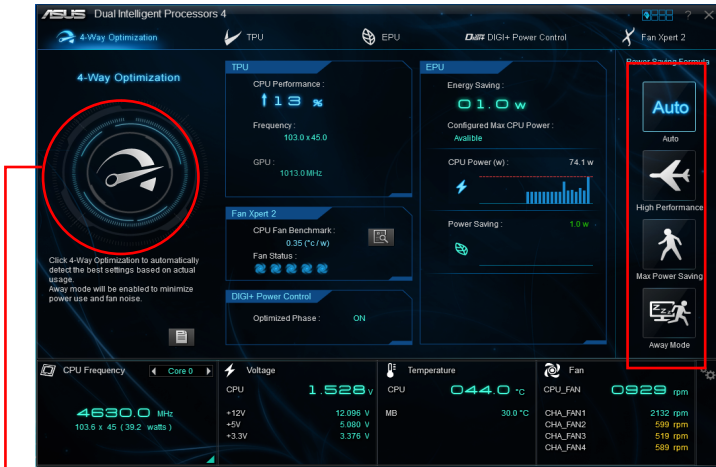 ASUS Dual Intelligent Processors 4
?
4-Way Optimization
TPU
EPU
DIGI+ Power Control
Fan Xpert 2
4-Way Optimization
Click 4-Way Optimization to automatically
detect the best settings based on actual
usage.
Away mode will be enabled to minimize
power use and fan noise.
TPU
CPU Performance :
13 %
Frequency :
103.0 x 45.0
GPU :
1013.0 MHz
Fan Xpert 2
CPU Fan Benchmark :
0.35 (°c / w)
Fan Status :
DIGI+ Power Control
Optimized Phase : ON
EPU
Energy Saving :
01.0 w
Configured Max CPU Power :
Avalible
CPU Power (w) : 74.1 w
Power Saving : 1.0 w
Power Saving Formula
Auto
Auto
High Performance
Max Power Saving
Zzz
Away Mode
CPU Frequency
Core 0
4630.0 MHz
103.6 x 45 ( 39.2 watts )
Voltage
CPU 1.528 v
+12V 12.096 V
+5V 5.080 V
+3.3V 3.376 V
Temperature
CPU 044.0 °C
MB 30.0 °C
Fan
CPU_FAN 0929 rpm
CHA_FAN1 2132 rpm
CHA_FAN2 599 rpm
CHA_FAN3 519 rpm
CHA_FAN4 589 rpm